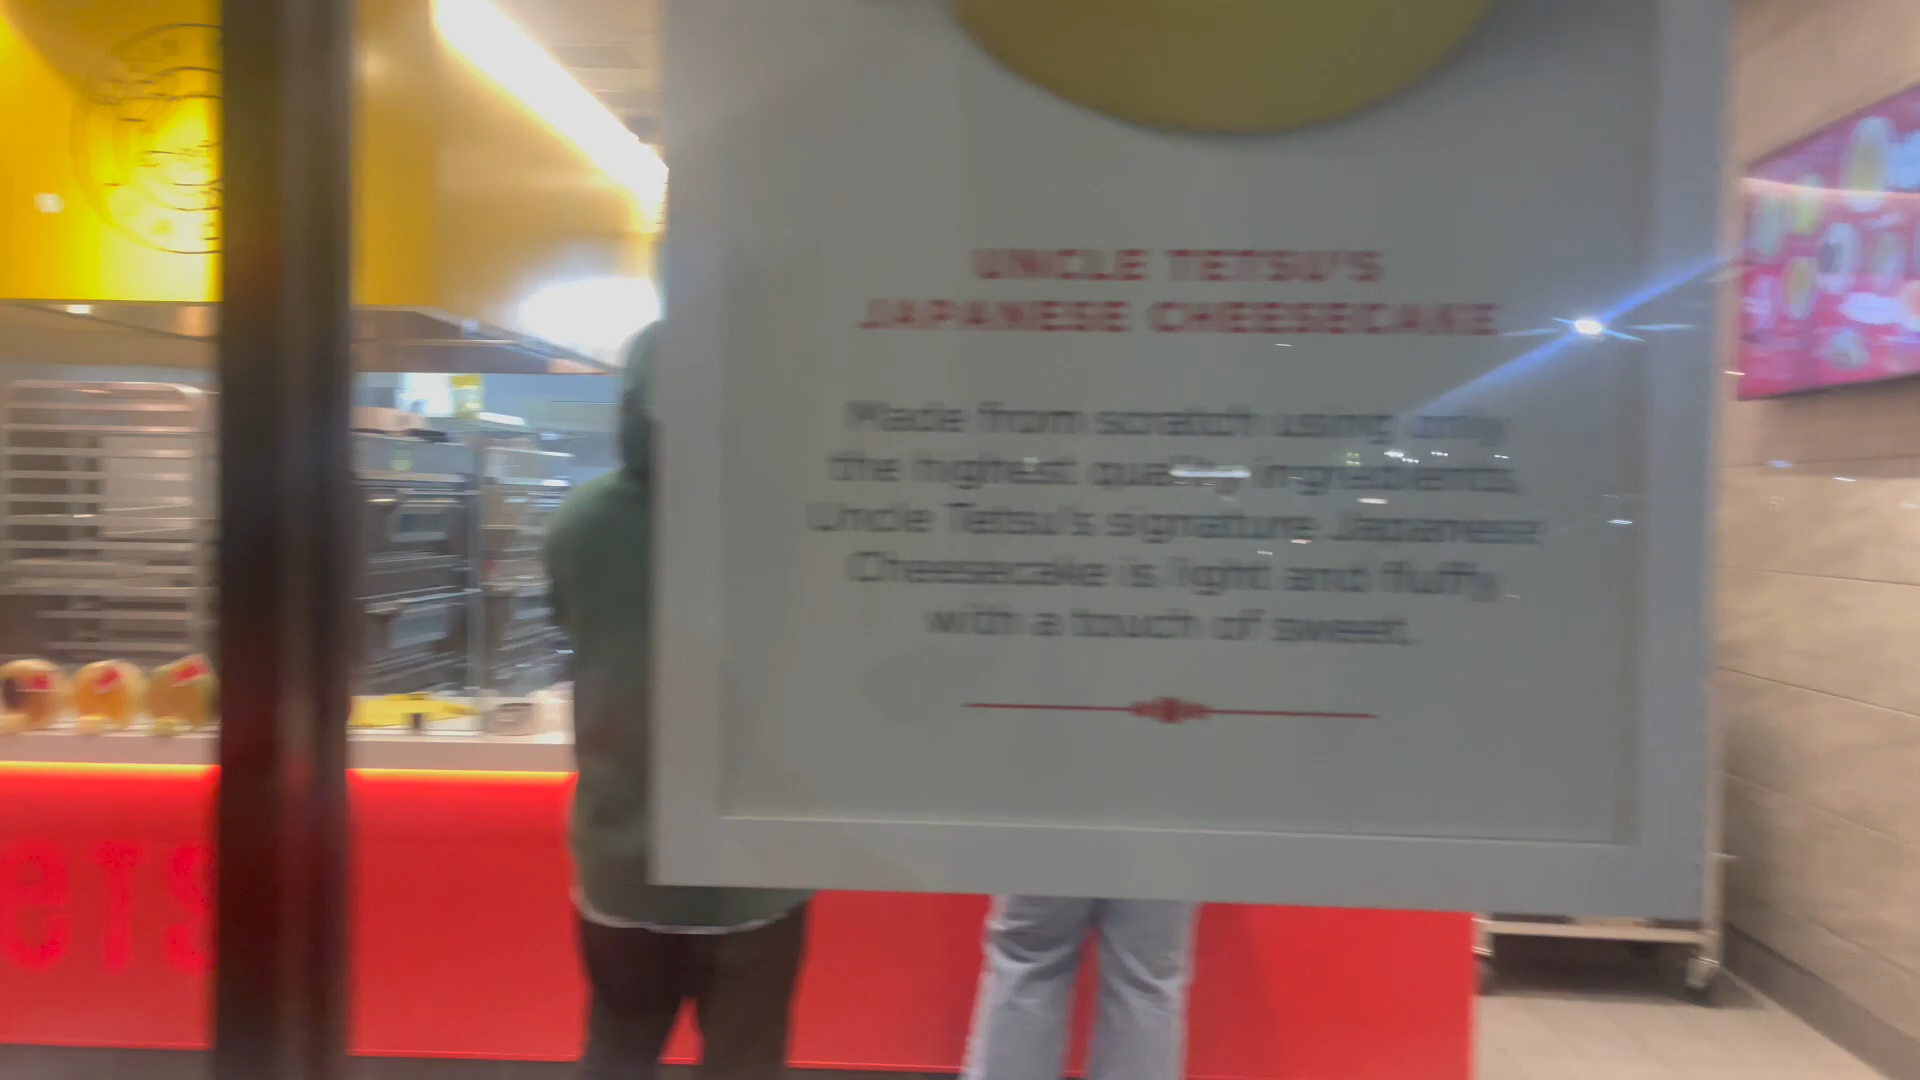 UNCLE TETSU'S
JAPANESE CHEESECAKE
Made from scratch using only
the highest quality ingredients,
Uncle Tetsu's signature Japanese
Cheesecake is light and fluffy
with a touch of sweet.